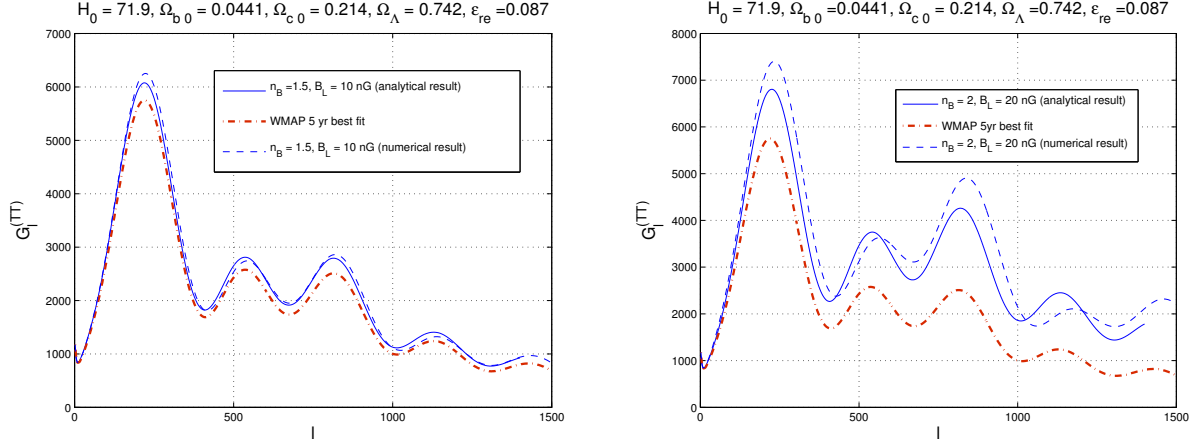 H₀ = 71.9, Ω_b 0 = 0.0441, Ω_c 0 = 0.214, Ω_Λ = 0.742, ε_re =0.087
7000
6000
5000
4000
3000
2000
1000
0
G_l^(TT)
n_B =1.5, B_L = 10 nG (analytical result)
WMAP 5 yr best fit
n_B = 1.5, B_L = 10 nG (numerical result)
0
500
1000
1500
l
H₀ = 71.9, Ω_b 0 =0.0441, Ω_c 0 = 0.214, Ω_Λ =0.742, ε_re =0.087
8000
7000
6000
5000
4000
3000
2000
1000
0
G_l^(TT)
n_B = 2, B_L = 20 nG (analytical result)
WMAP 5yr best fit
n_B = 2, B_L = 20 nG (numerical result)
0
500
1000
1500
l